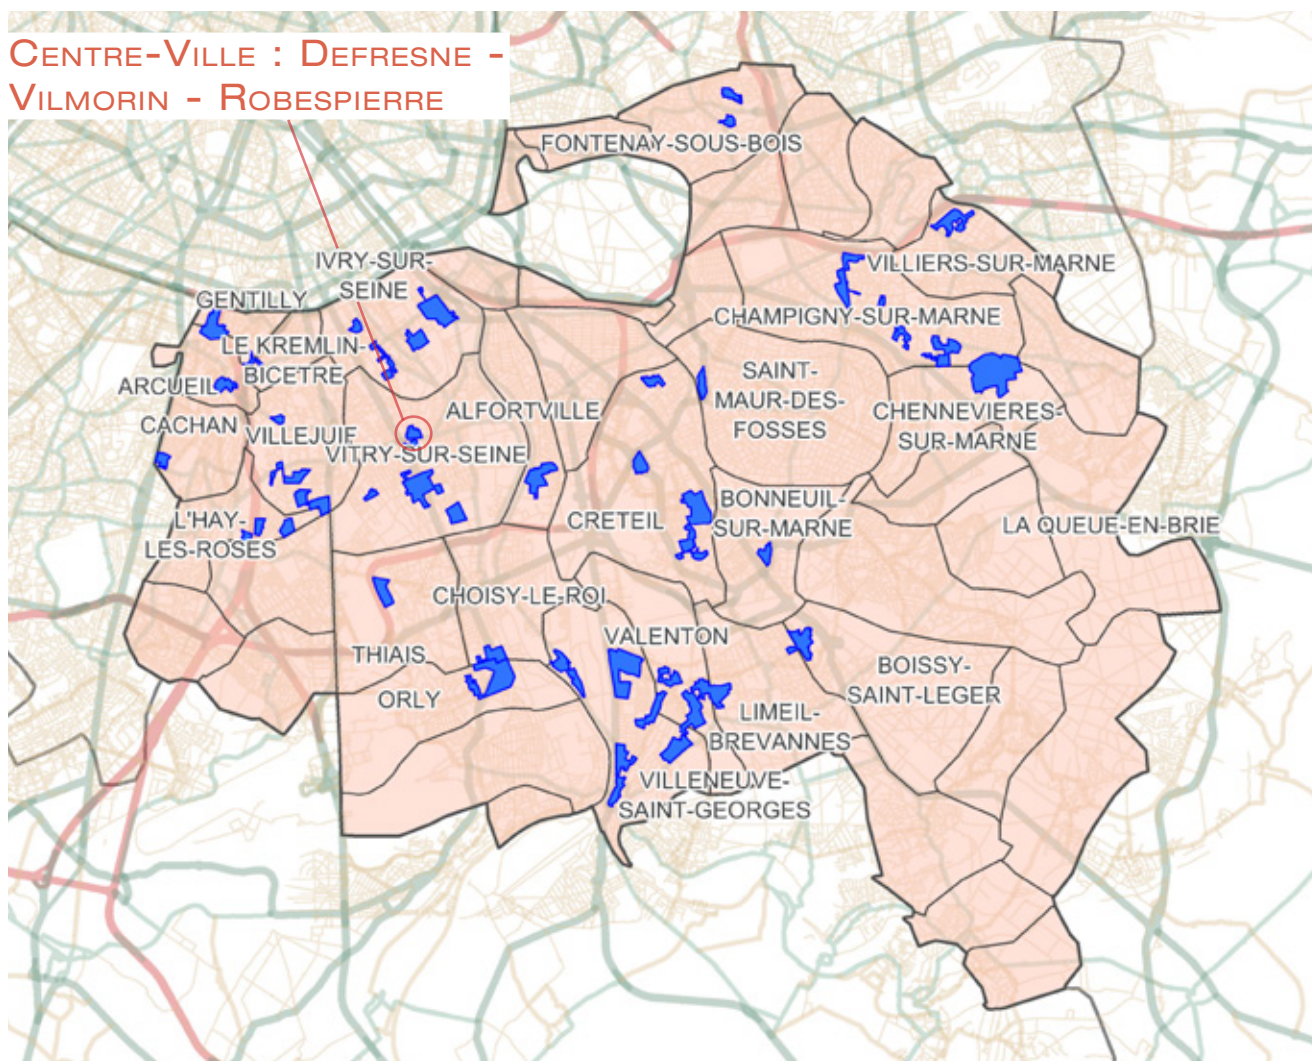 CENTRE-VILLE : DEFRESNE -
VILMORIN - ROBESPIERRE
FONTENAY-SOUS-BOIS
IVRY-SUR-
SEINE
VILLIERS-SUR-MARNE
GENTILLY
CHAMPIGNY-SUR-MARNE
LE KREMLIN-
BICETRE
ARCUEIL
SAINT-
MAUR-DES-
FOSSES
CACHAN
VILLEJUIF
ALFORTVILLE
CHENNEVIERES-
SUR-MARNE
VITRY-SUR-SEINE
L'HAY-
LES-ROSES
CRETEIL
BONNEUIL-
SUR-MARNE
LA QUEUE-EN-BRIE
CHOISY-LE-ROI
VALENTON
THIAIS
ORLY
BOISSY-
SAINT-LEGER
LIMEIL-
BREVANNES
VILLENEUVE-
SAINT-GEORGES